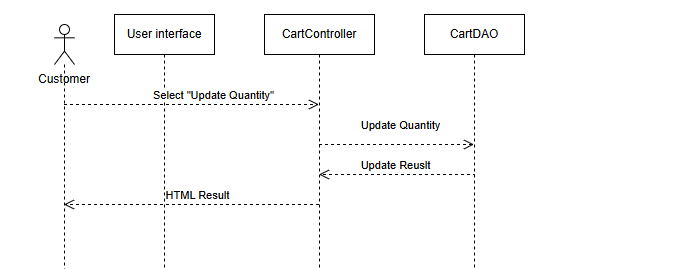 User interface
CartController
CartDAO
Customer
Select "Update Quantity"
Update Quantity
Update Reuslt
HTML Result